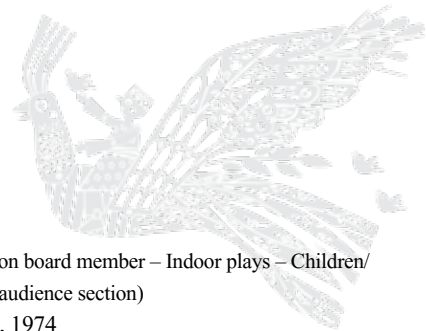 on board member – Indoor plays – Children/
audience section)
, 1974